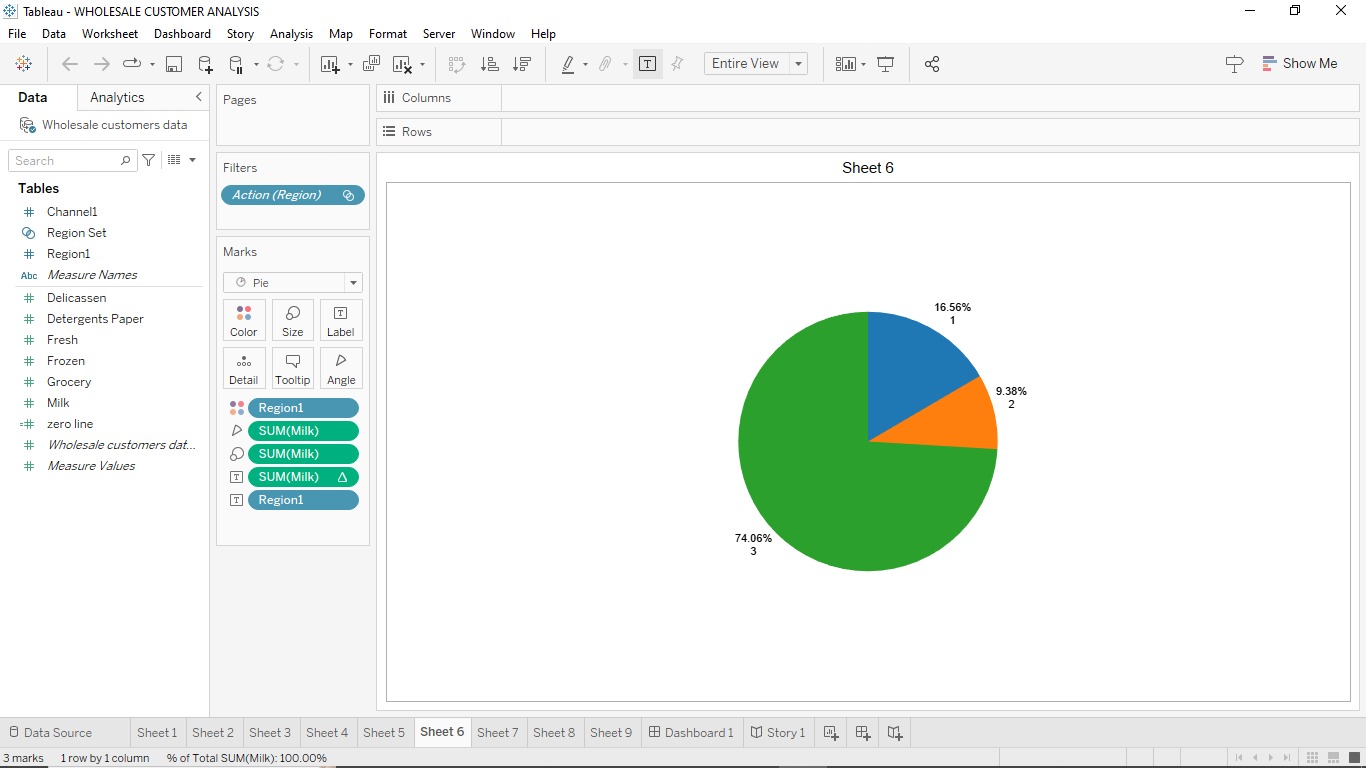 Tableau - WHOLESALE CUSTOMER ANALYSIS
File Data Worksheet Dashboard Story Analysis Map Format Server Window Help
Entire View
Show Me
Data Analytics
Wholesale customers data
Search
Tables
Channel1
Region Set
Region1
Abc Measure Names
Delicassen
Detergents Paper
Fresh
Frozen
Grocery
Milk
zero line
Wholesale customers dat...
Measure Values
Pages
Filters
Action (Region)
Marks
Pie
Color Size Label
Detail Tooltip Angle
Region1
SUM(Milk)
SUM(Milk)
SUM(Milk)
Region1
Columns
Rows
Sheet 6
16.56%
1
9.38%
2
74.06%
3
Data Source Sheet 1 Sheet 2 Sheet 3 Sheet 4 Sheet 5 Sheet 6 Sheet 7 Sheet 8 Sheet 9 Dashboard 1 Story 1
3 marks 1 row by 1 column % of Total SUM(Milk): 100.00%